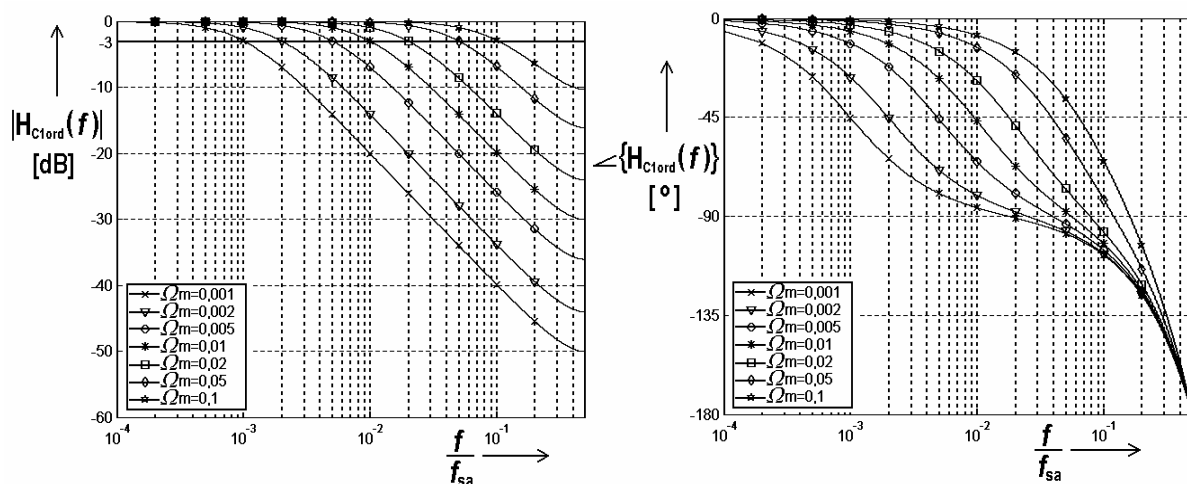 0
-3
-10
|H_C1ord(f)|
[dB]
-20
-30
-40
-50
-60
Ωm=0,001
Ωm=0,002
Ωm=0,005
Ωm=0,01
Ωm=0,02
Ωm=0,05
Ωm=0,1
10^-4
10^-3
10^-2
10^-1
f
f_sa
0
-45
∠{H_C1ord(f)}
[º]
-90
-135
-180
Ωm=0,001
Ωm=0,002
Ωm=0,005
Ωm=0,01
Ωm=0,02
Ωm=0,05
Ωm=0,1
10^-4
10^-3
10^-2
10^-1
f
f_sa